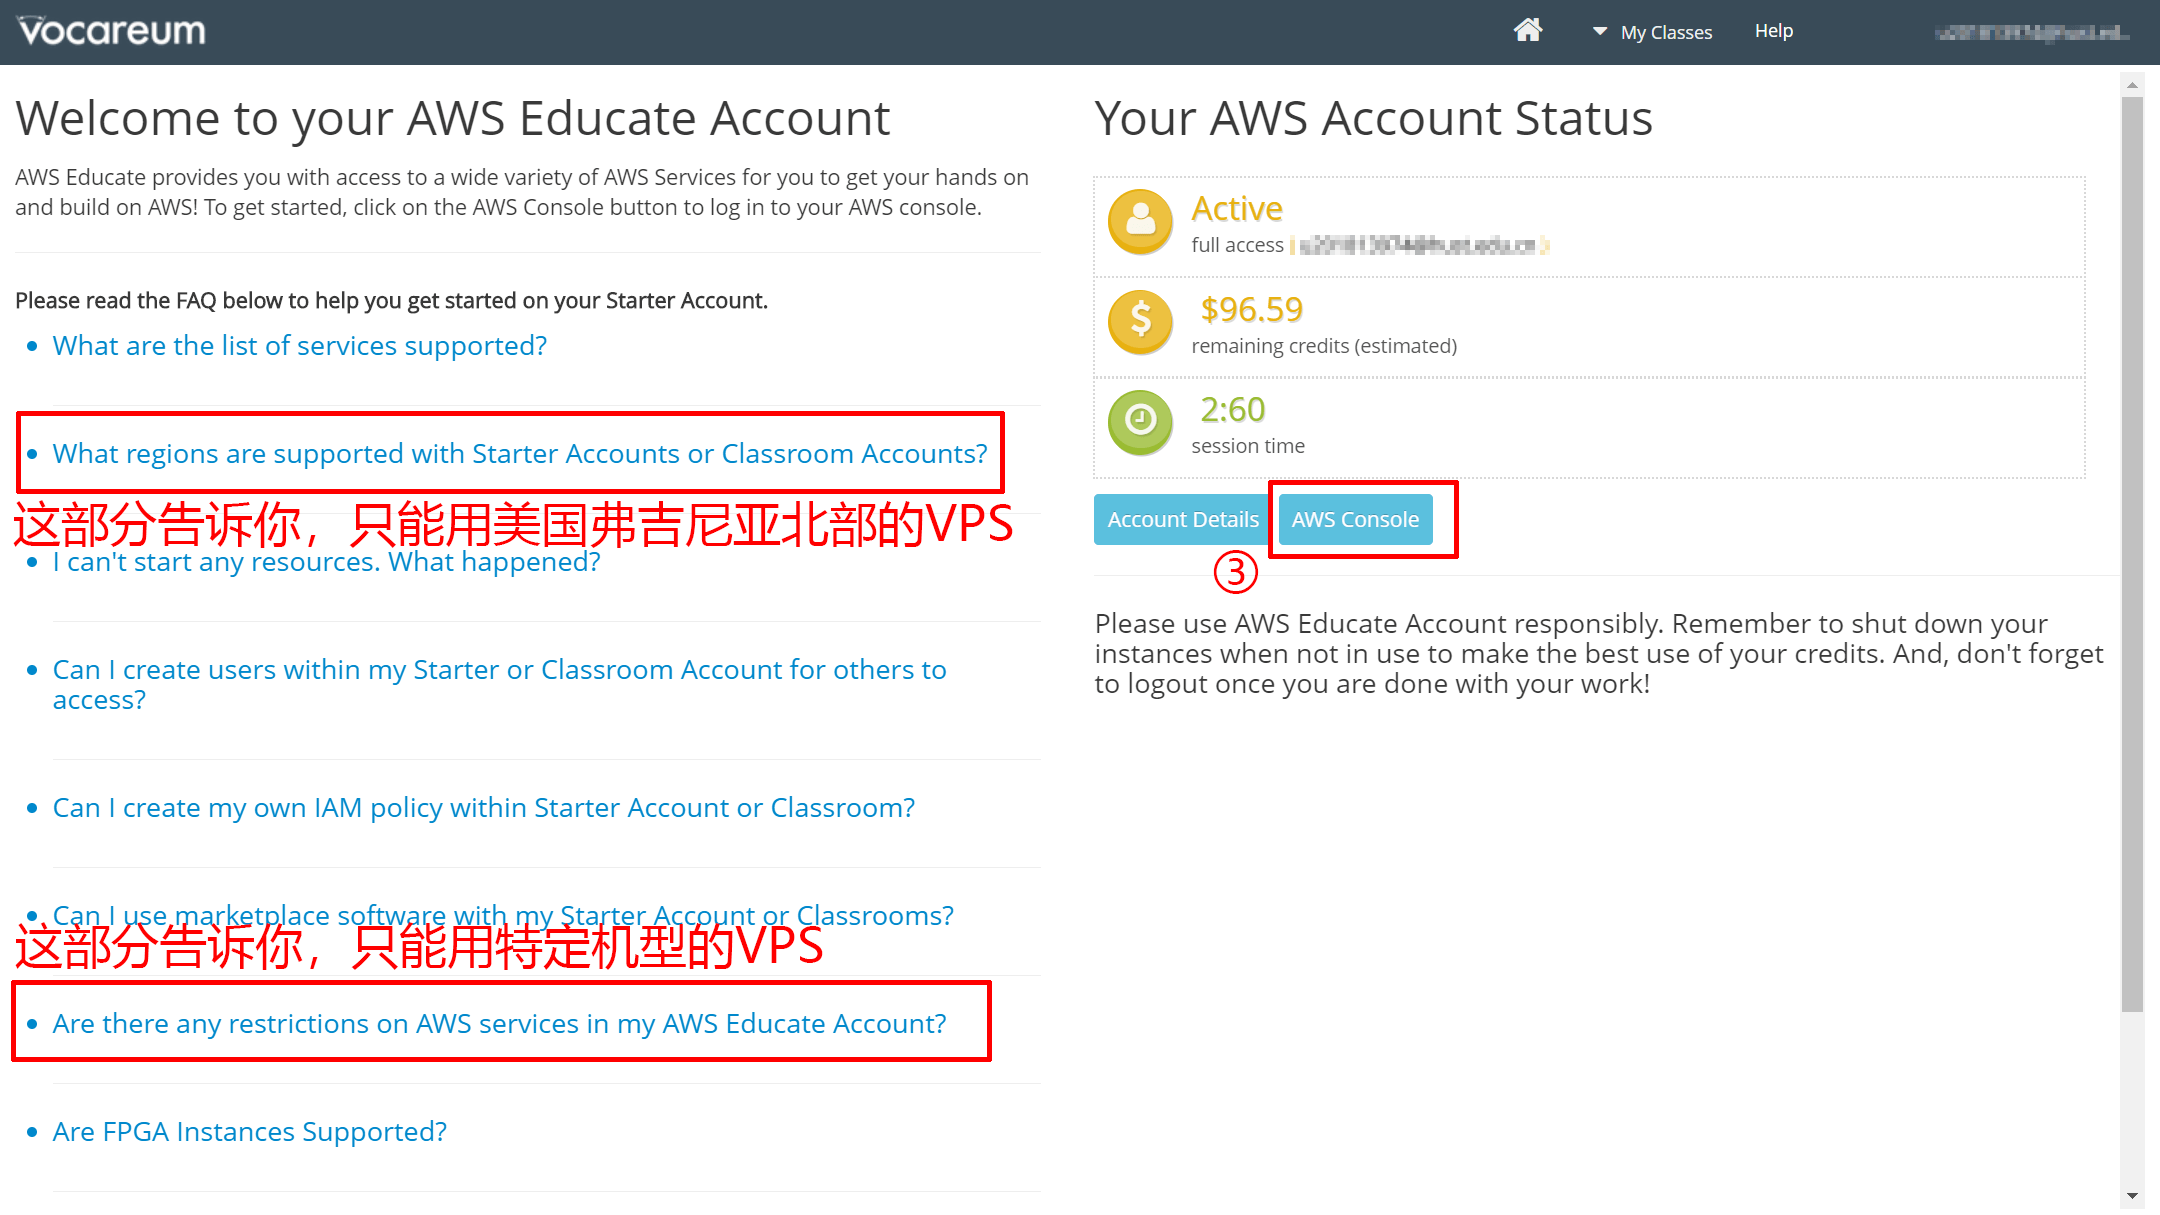 Vocareum
My Classes
Help
Welcome to your AWS Educate Account
AWS Educate provides you with access to a wide variety of AWS Services for you to get your hands on
and build on AWS! To get started, click on the AWS Console button to log in to your AWS console.
Please read the FAQ below to help you get started on your Starter Account.
What are the list of services supported?
What regions are supported with Starter Accounts or Classroom Accounts?
这部分告诉你，只能用美国弗吉尼亚北部的VPS
I can't start any resources. What happened?
Can I create users within my Starter or Classroom Account for others to
access?
Can I create my own IAM policy within Starter Account or Classroom?
Can I use marketplace software with my Starter Account or Classrooms?
这部分告诉你，只能用特定机型的VPS
Are there any restrictions on AWS services in my AWS Educate Account?
Are FPGA Instances Supported?
Your AWS Account Status
Active
full access
$96.59
remaining credits (estimated)
2:60
session time
Account Details
AWS Console
③
Please use AWS Educate Account responsibly. Remember to shut down your
instances when not in use to make the best use of your credits. And, don't forget
to logout once you are done with your work!